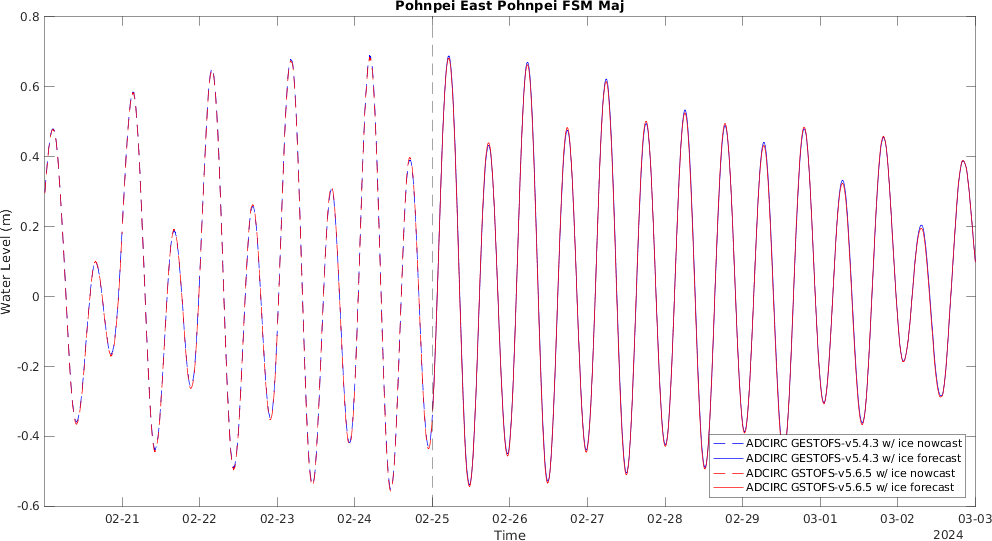 Pohnpei East Pohnpei FSM Maj
0.8
0.6
0.4
0.2
0
-0.2
-0.4
-0.6
Water Level (m)
ADCIRC GESTOFS-v5.4.3 w/ ice nowcast
ADCIRC GESTOFS-v5.4.3 w/ ice forecast
ADCIRC GSTOFS-v5.6.5 w/ ice nowcast
ADCIRC GSTOFS-v5.6.5 w/ ice forecast
02-21 02-22 02-23 02-24 02-25 02-26 02-27 02-28 02-29 03-01 03-02 03-03
Time
2024